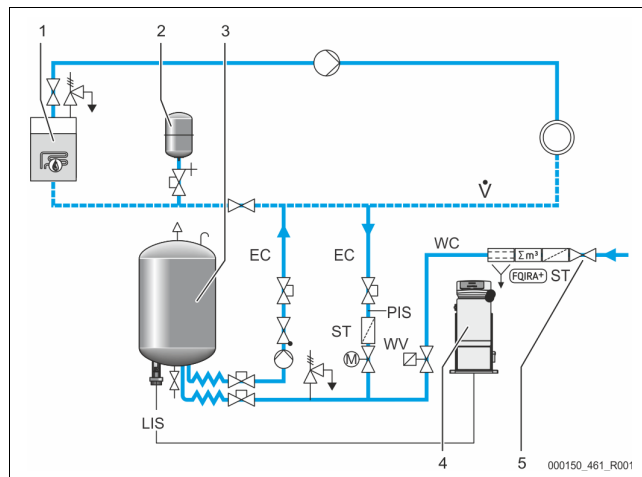 1 2 3
V̇
EC EC WC
Σm³
FQIRA+ ST
PIS
ST
M WV
LIS
4 5 000150_461_R001